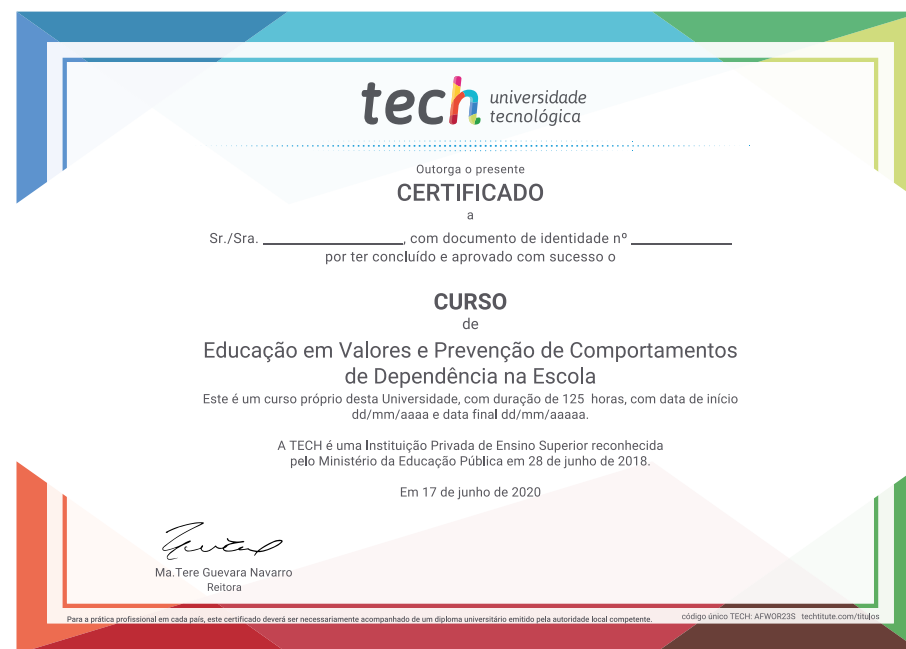 tech universidade
tecnológica
Outorga o presente
CERTIFICADO
a
Sr./Sra. ______________, com documento de identidade nº __________
por ter concluído e aprovado com sucesso o
CURSO
de
Educação em Valores e Prevenção de Comportamentos
de Dependência na Escola
Este é um curso próprio desta Universidade, com duração de 125 horas, com data de início
dd/mm/aaaa e data final dd/mm/aaaaa.
A TECH é uma Instituição Privada de Ensino Superior reconhecida
pelo Ministério da Educação Pública em 28 de junho de 2018.
Em 17 de junho de 2020
Ma.Tere Guevara Navarro
Reitora
Para a prática profissional em cada país, este certificado deverá ser necessariamente acompanhado de um diploma universitário emitido pela autoridade local competente.
código único TECH: AFWOR23S techtitute.com/titulos